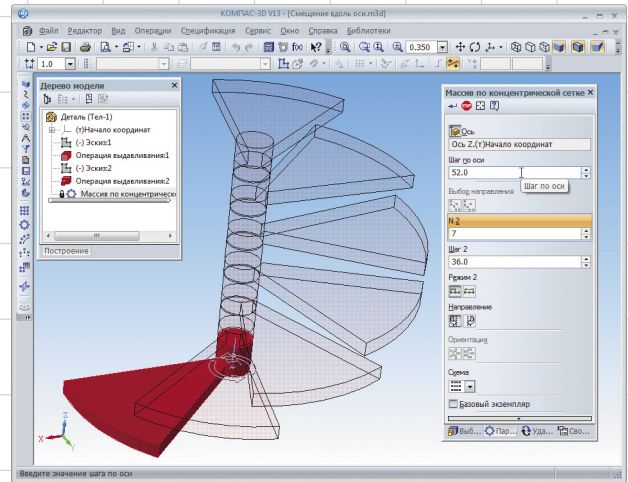 КОМПАС-3D V13 - [Смещение вдоль оси.m3d]
Файл Редактор Вид Операции Спецификация Сервис Окно Справка Библиотеки
f(x) 0.350
1.0
Дерево модели
Деталь (Тел-1)
(т)Начало координат
(-) Эскиз:1
Операция выдавливания:1
(-) Эскиз:2
Операция выдавливания:2
Массив по концентрическо
Построение
Массив по концентрической сетке
STOP
Ось
Ось Z.(т)Начало координат
Шаг по оси
52.0
Шаг по оси
Выбор направления
N 2
7
Шаг 2
36.0
Режим 2
Направление
Ориентация
Схема
Базовый экземпляр
Выб... Пар... Уда... Сво...
Z
X
Y
Введите значение шага по оси